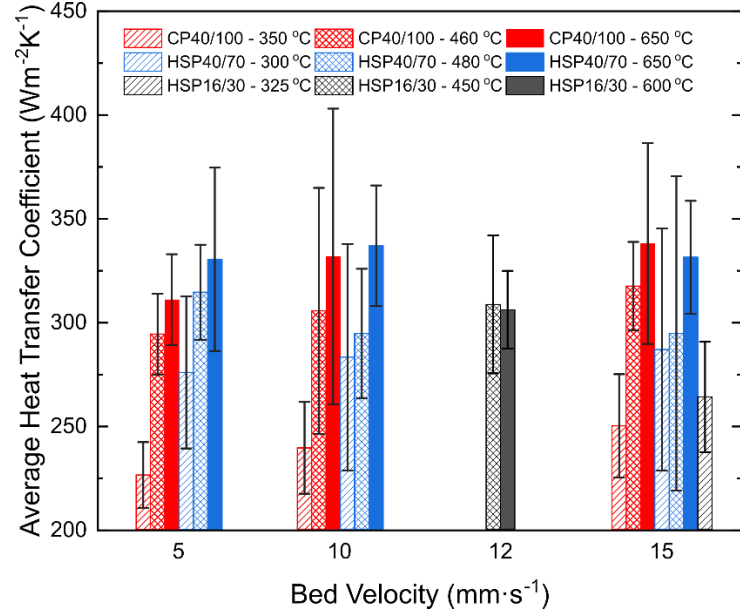 CP40/100 - 350 °C CP40/100 - 460 °C CP40/100 - 650 °C
HSP40/70 - 300 °C HSP40/70 - 480 °C HSP40/70 - 650 °C
HSP16/30 - 325 °C HSP16/30 - 450 °C HSP16/30 - 600 °C
Average Heat Transfer Coefficient (Wm⁻²K⁻¹)
450
400
350
300
250
200
5 10 12 15
Bed Velocity (mm·s⁻¹)